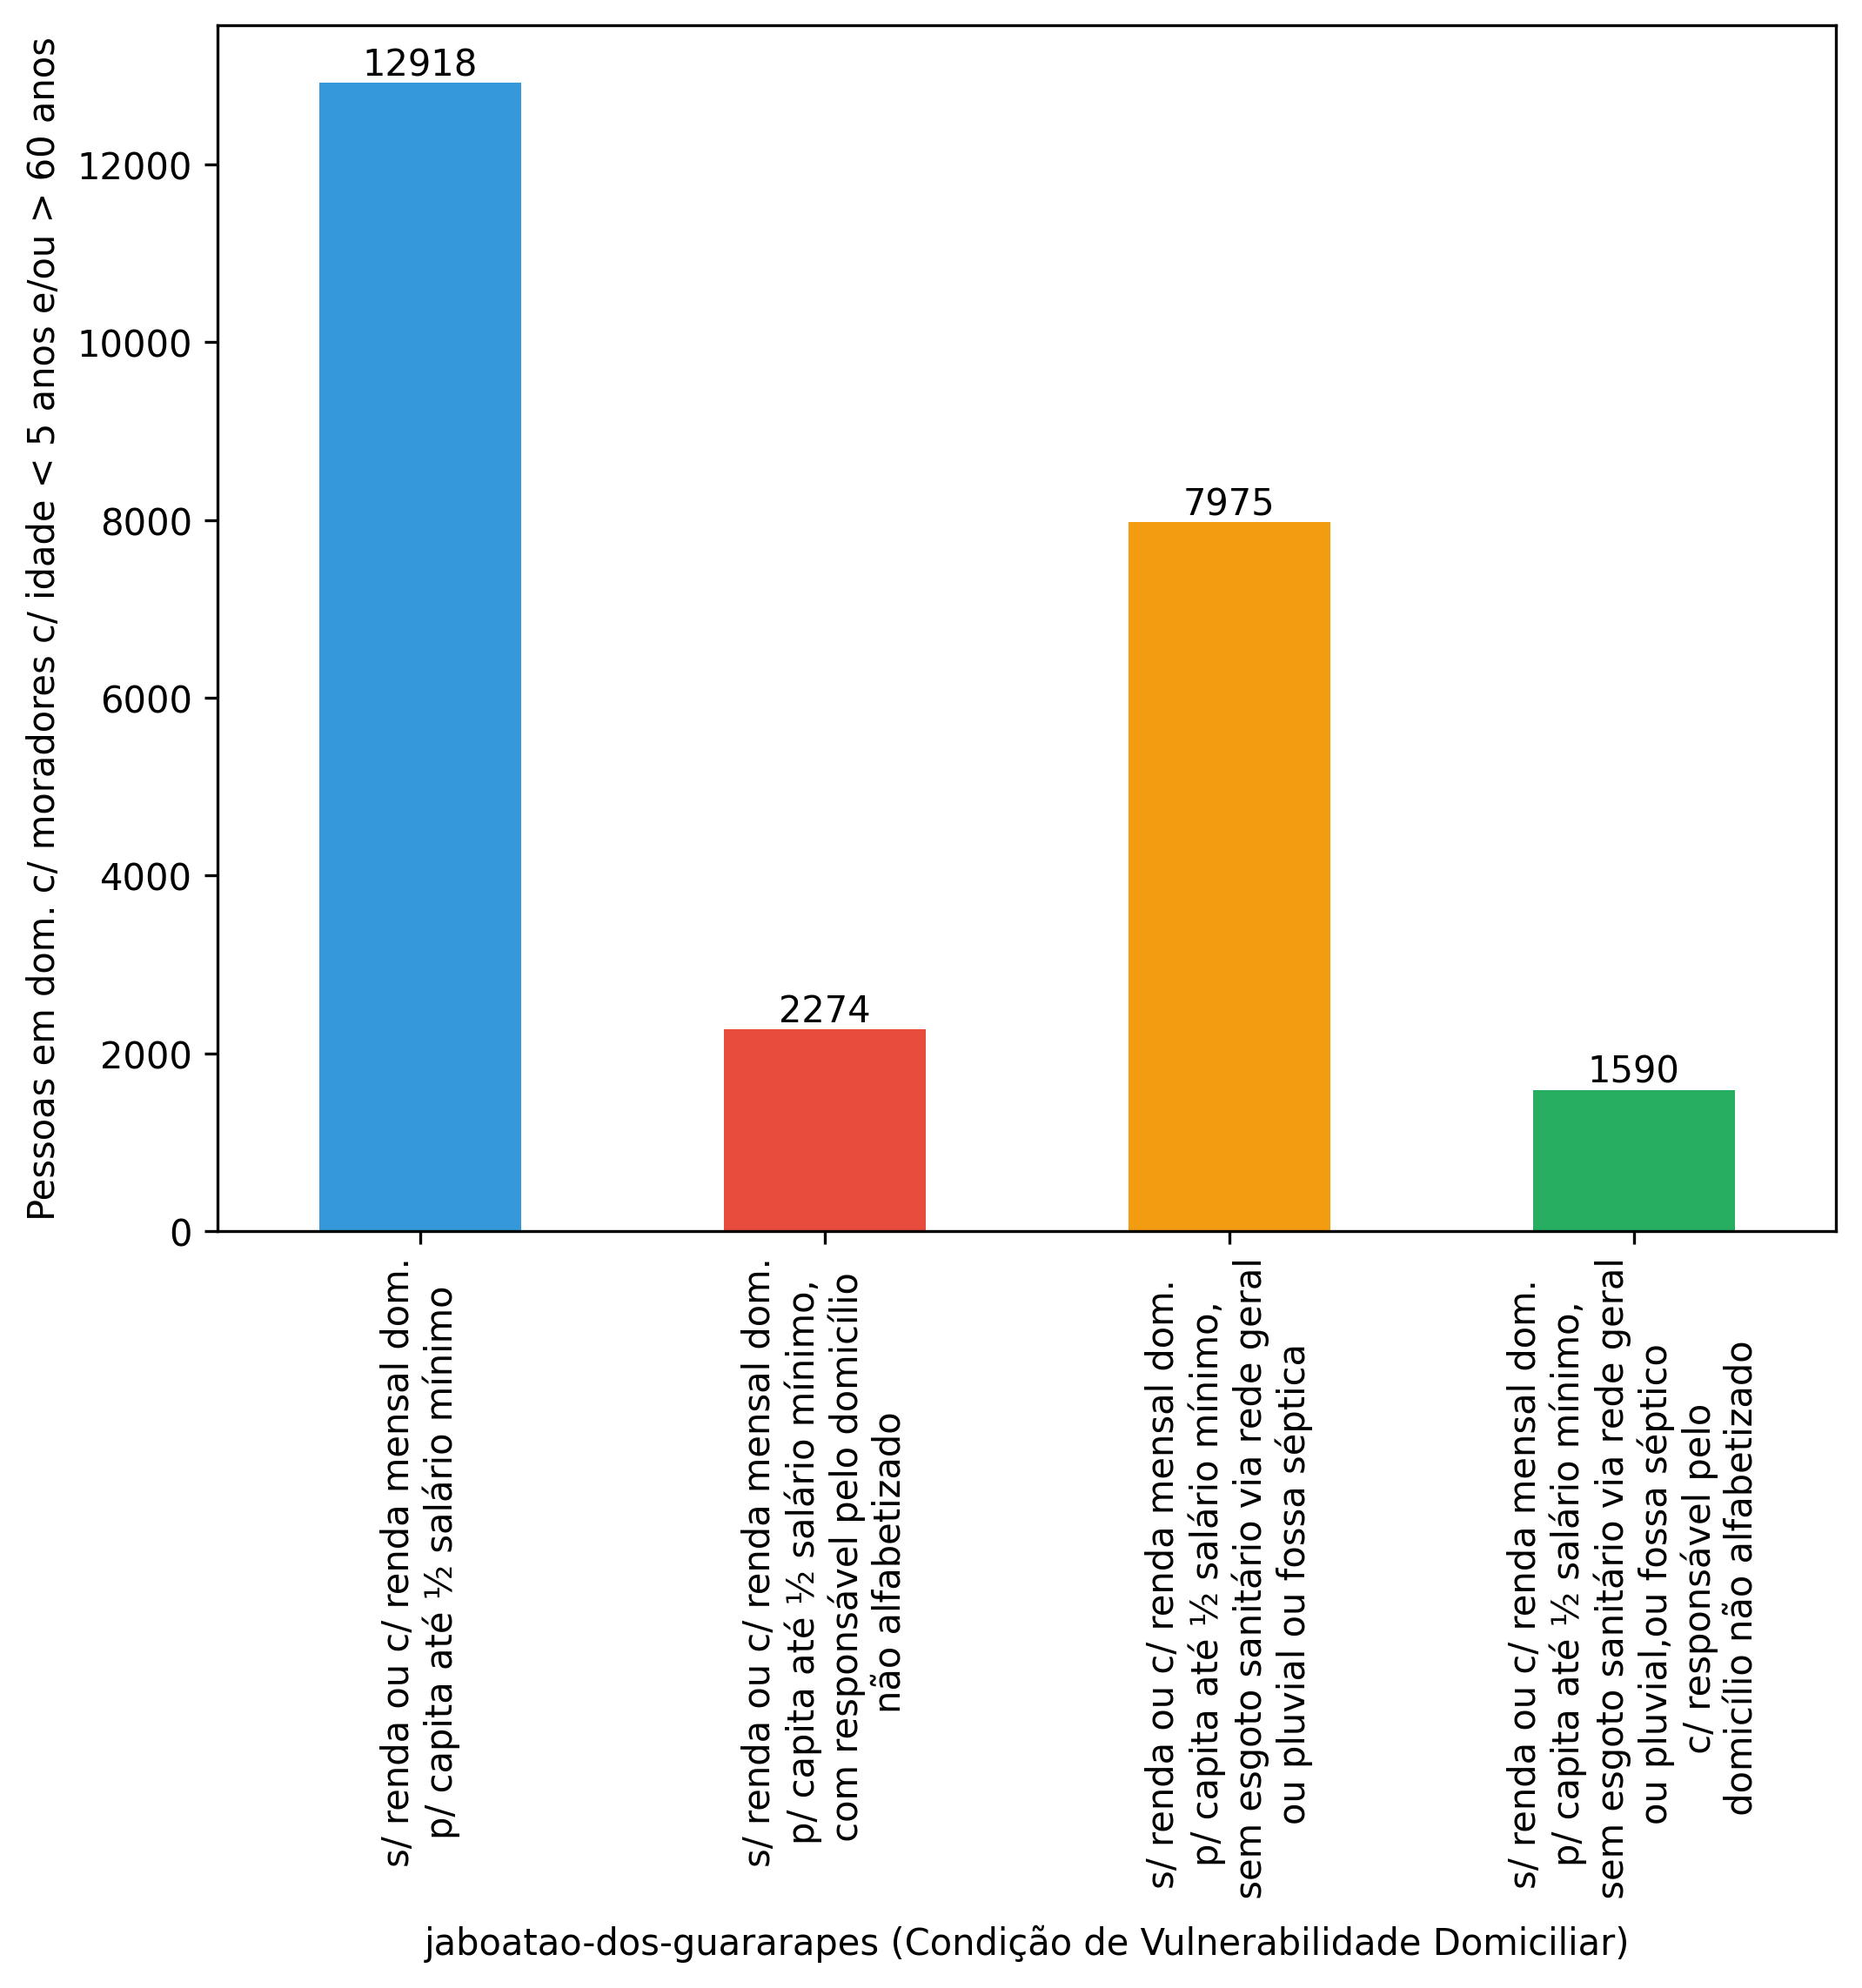 Pessoas em dom. c/ moradores c/ idade < 5 anos e/ou > 60 anos
12000
10000
8000
6000
4000
2000
0
12918
2274
7975
1590
s/ renda ou c/ renda mensal dom.
p/ capita até ½ salário mínimo
s/ renda ou c/ renda mensal dom.
p/ capita até ½ salário mínimo,
com responsável pelo domicílio
não alfabetizado
s/ renda ou c/ renda mensal dom.
p/ capita até ½ salário mínimo,
sem esgoto sanitário via rede geral
ou pluvial ou fossa séptica
s/ renda ou c/ renda mensal dom.
p/ capita até ½ salário mínimo,
sem esgoto sanitário via rede geral
ou pluvial,ou fossa séptico
c/ responsável pelo
domicílio não alfabetizado
jaboatao-dos-guararapes (Condição de Vulnerabilidade Domiciliar)